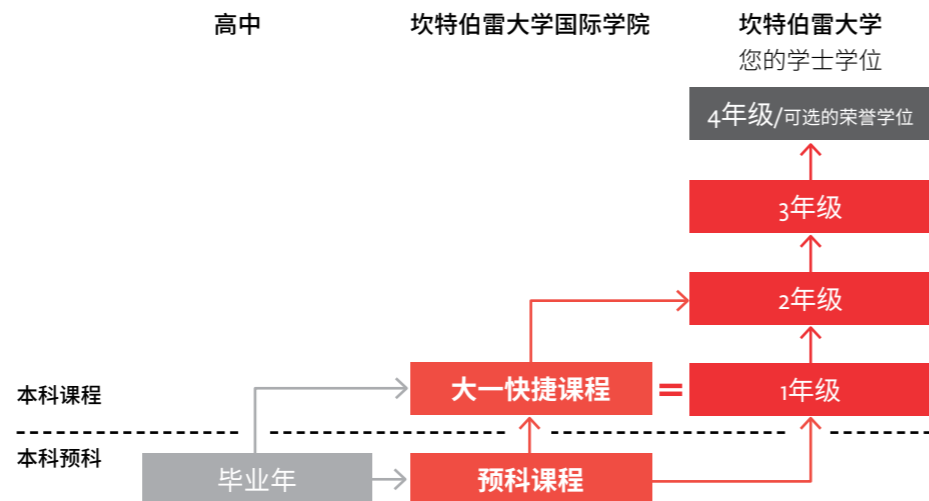 高中
坎特伯雷大学国际学院
坎特伯雷大学
您的学士学位
4年级/可选的荣誉学位
3年级
2年级
本科课程
大一快捷课程
=
1年级
本科预科
毕业年
预科课程